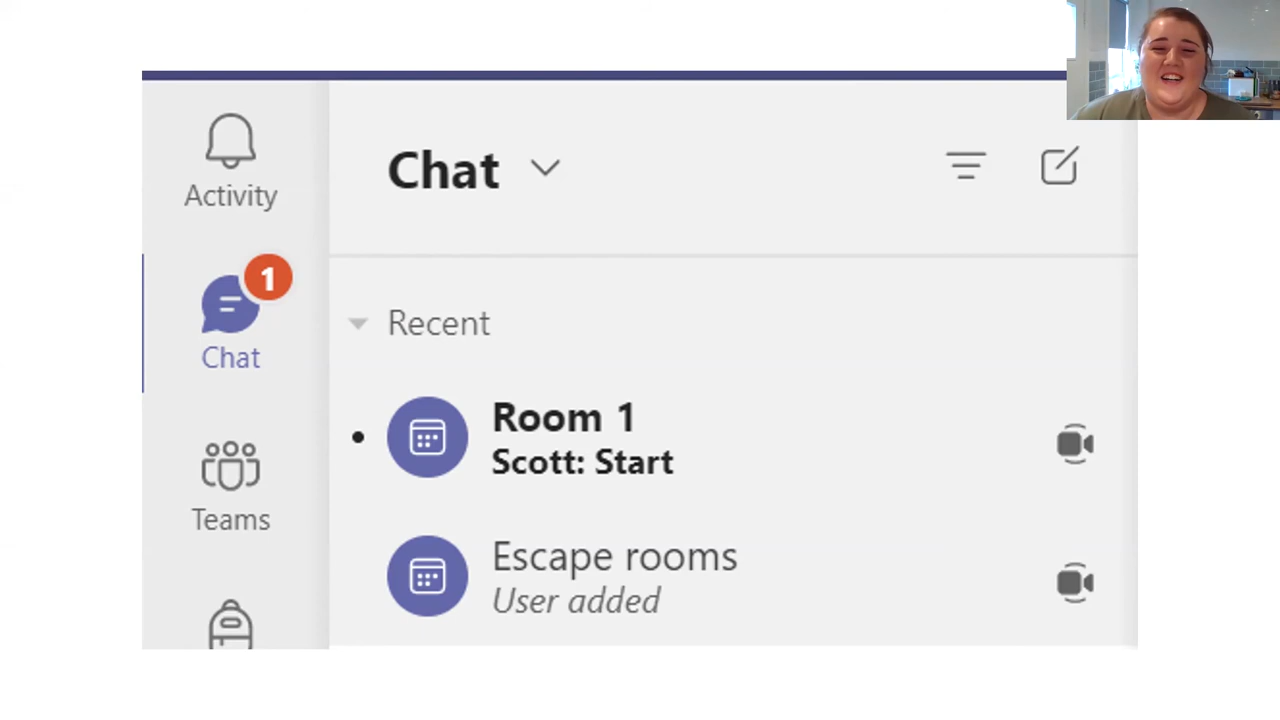 Activity
Chat
1
Recent
Chat
Room 1
Scott: Start
Teams
Escape rooms
User added